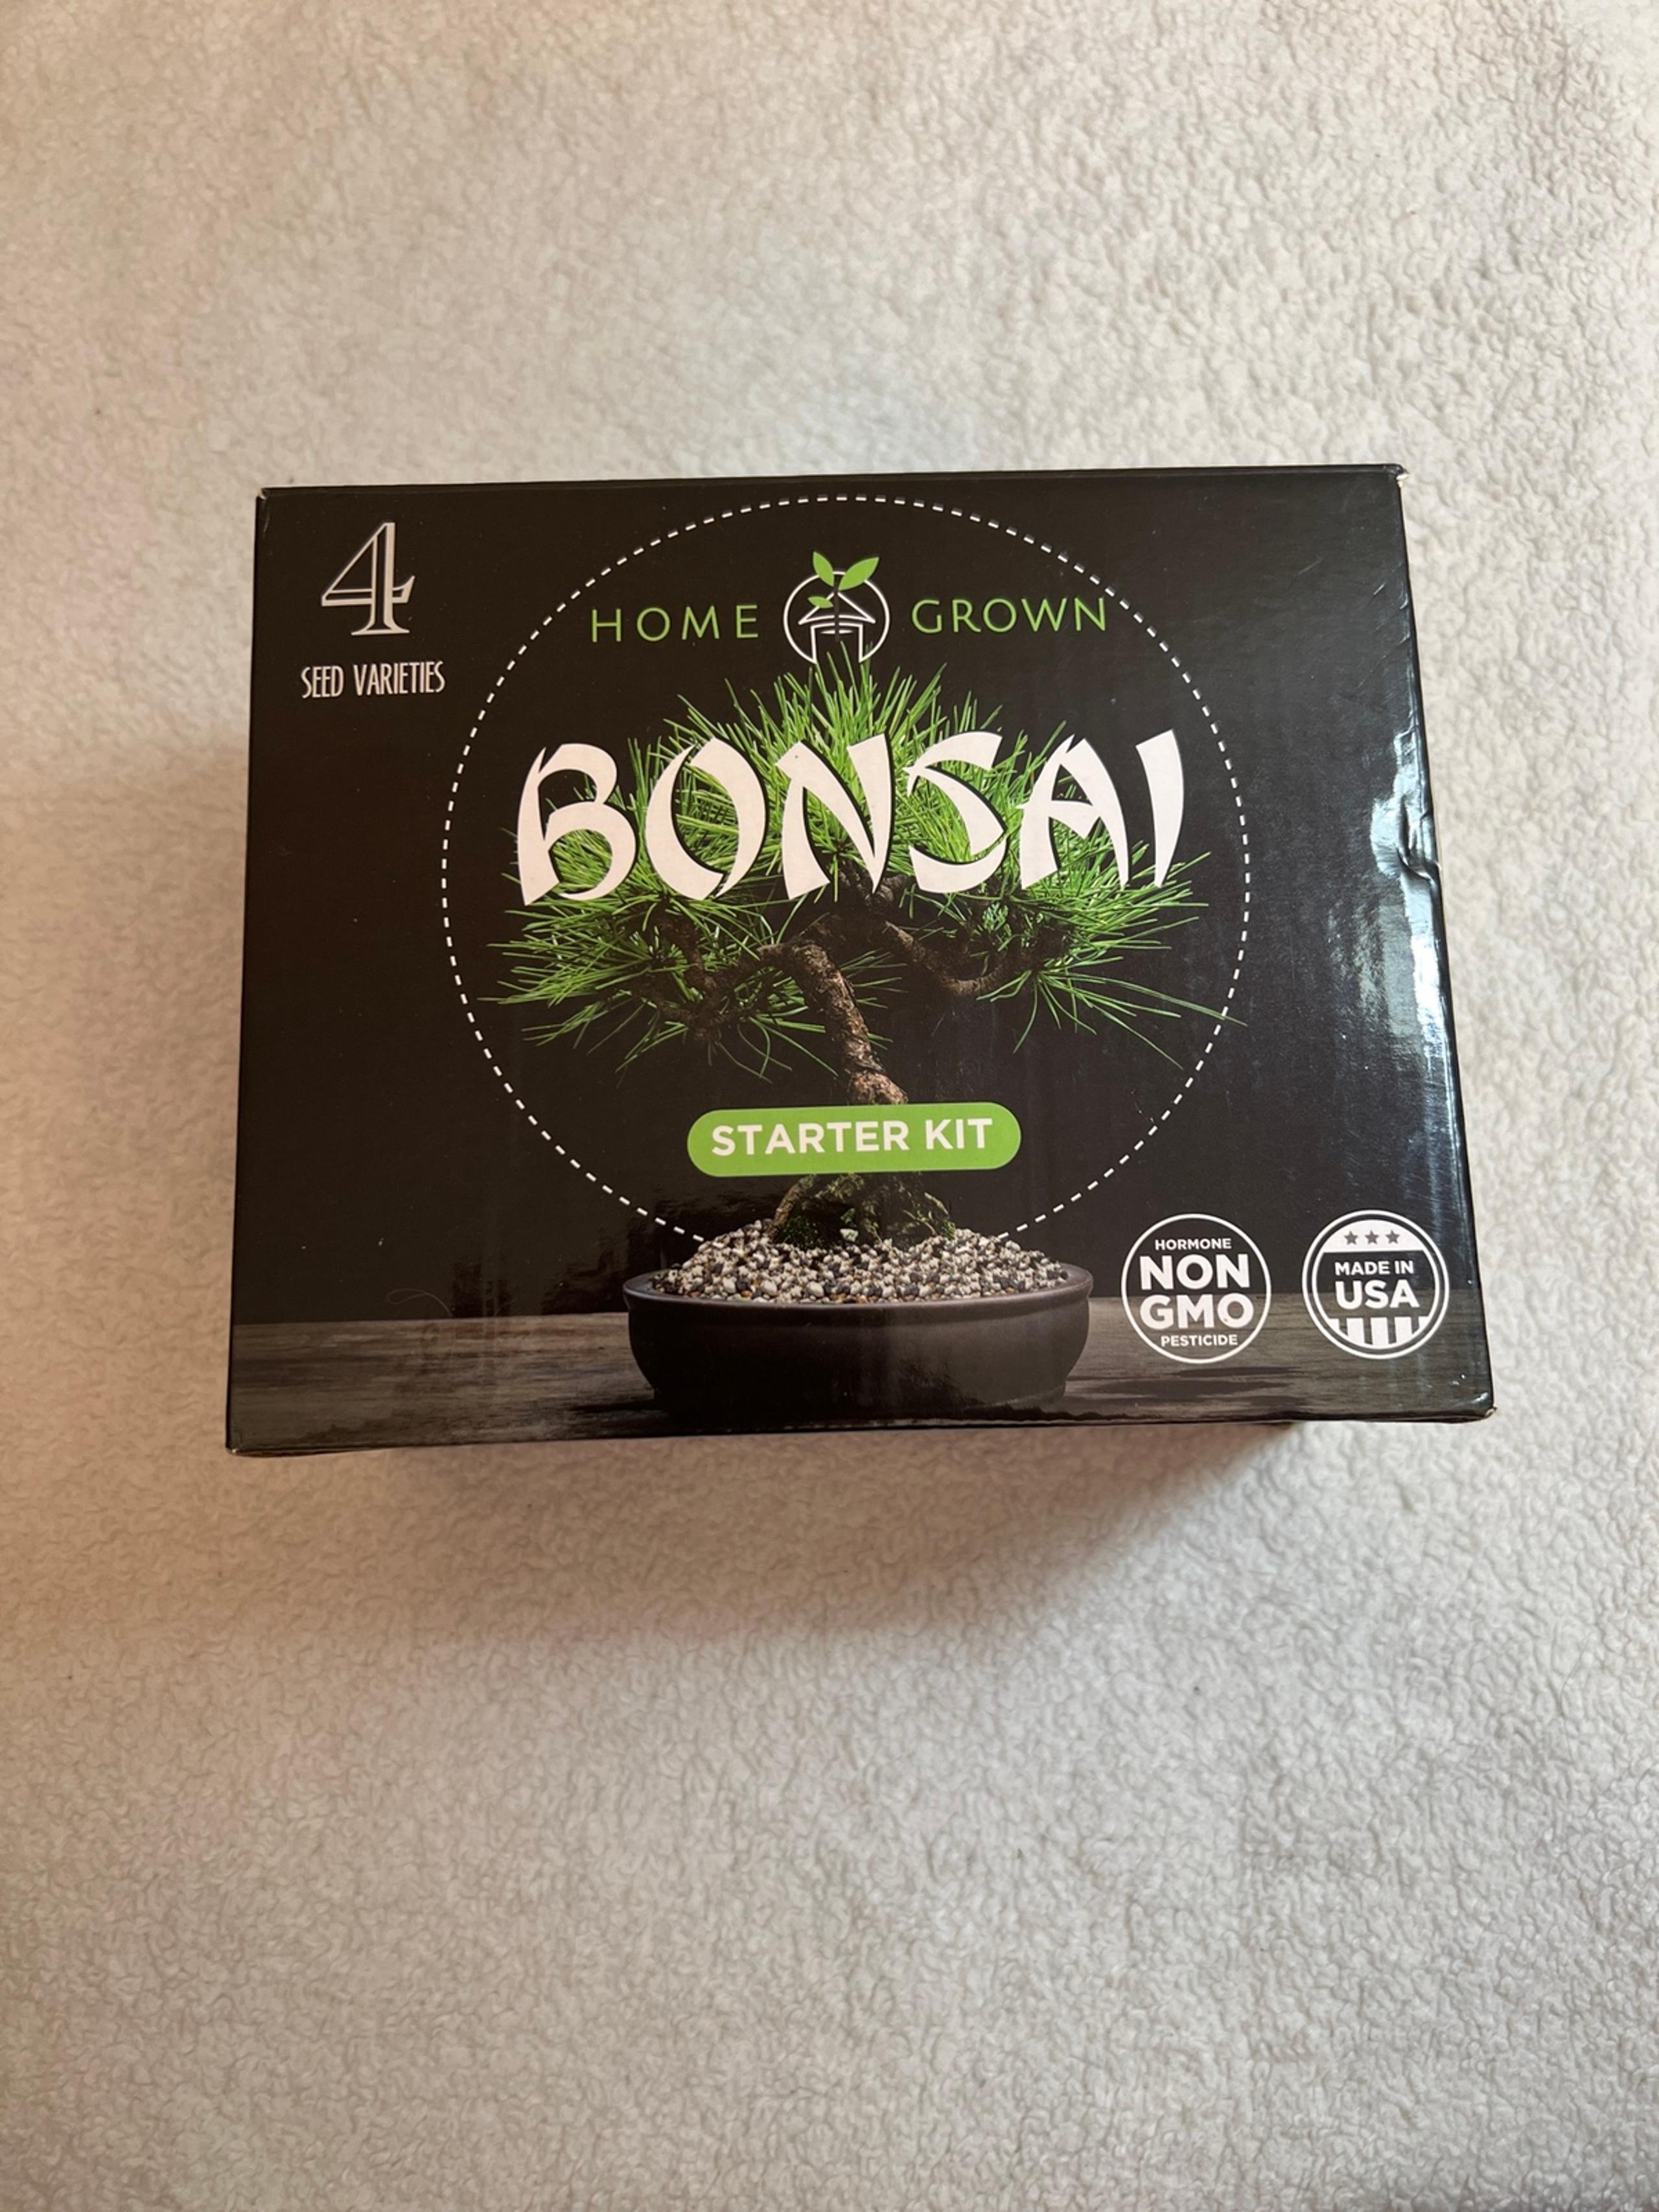 4
SEED VARIETIES
HOME GROWN
BONSAI
STARTER KIT
HORMONE
NON
GMO
PESTICIDE
MADE IN
USA